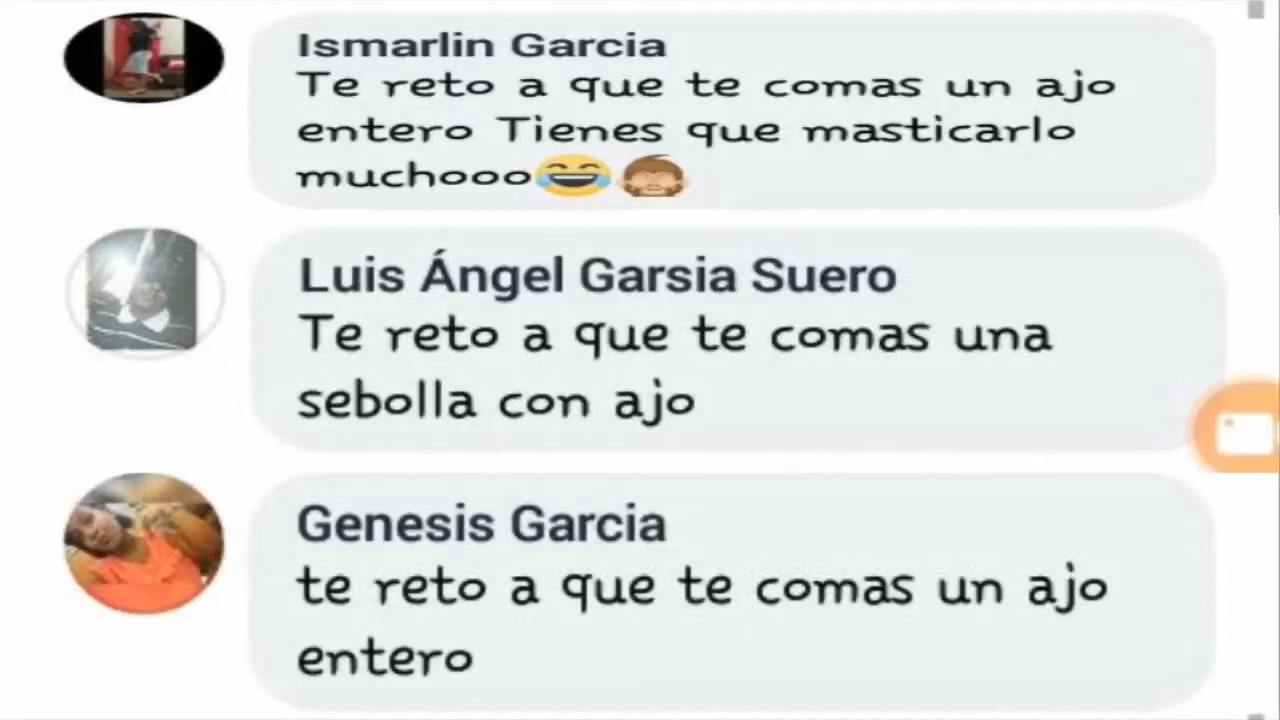 Ismarlin Garcia
Te reto a que te comas un ajo
entero Tienes que masticarlo
muchooo😂🙈
Luis Ángel Garsia Suero
Te reto a que te comas una
sebolla con ajo
Genesis Garcia
te reto a que te comas un ajo
entero